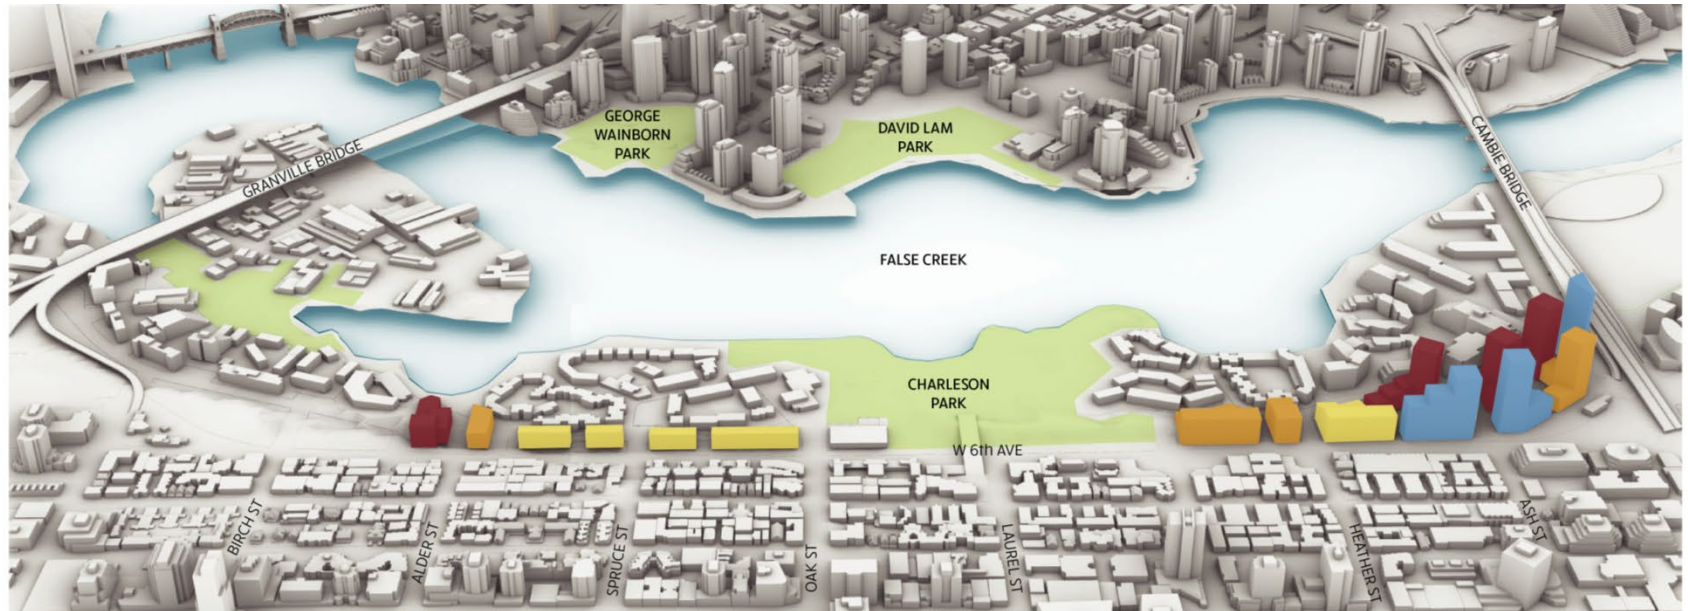 GEORGE
WAINBORN
PARK
DAVID LAM
PARK
GRANVILLE BRIDGE
CAMBIE BRIDGE
FALSE CREEK
CHARLESON
PARK
W 6th AVE
BIRCH ST
ALDER ST
SPRUCE ST
OAK ST
LAUREL ST
HEATHER ST
ASH ST